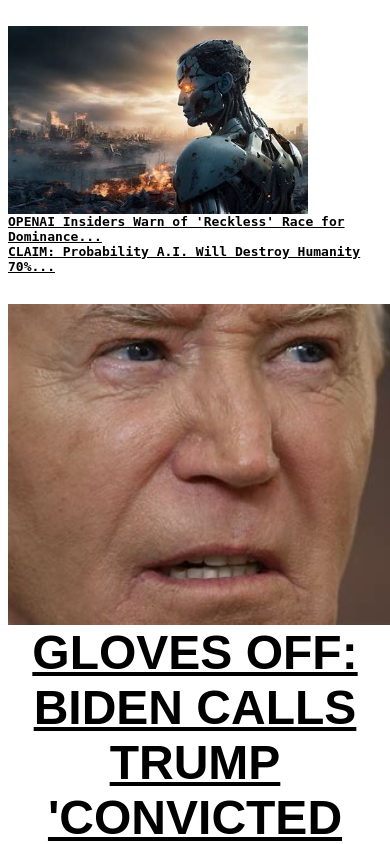 OPENAI Insiders Warn of 'Reckless' Race for
Dominance...
CLAIM: Probability A.I. Will Destroy Humanity
70%...
GLOVES OFF:
BIDEN CALLS
TRUMP
'CONVICTED